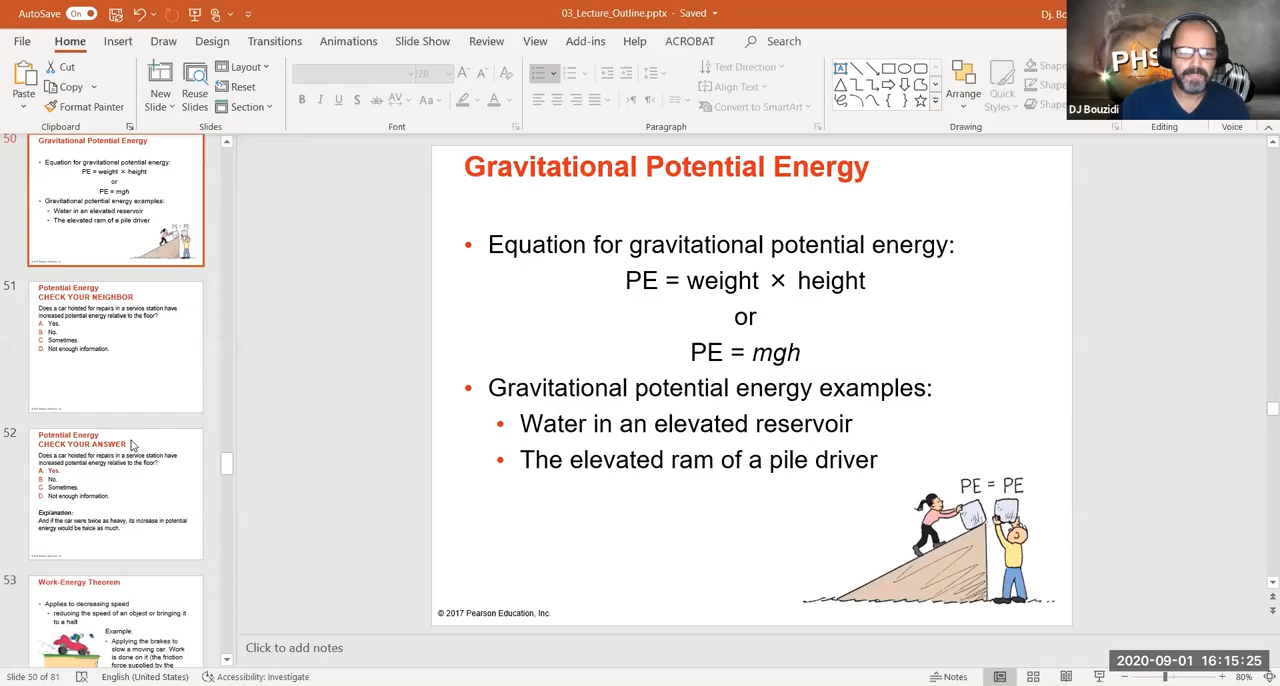 AutoSave On
03_Lecture_Outline.pptx - Saved
Dj. Bo
File Home Insert Draw Design Transitions Animations Slide Show Review View Add-ins Help ACROBAT Search
PHS
DJ Bouzidi
Paste
Cut
Copy
Format Painter
Clipboard
New Slide
Reuse Slides
Layout
Reset
Section
Slides
28
B I U S ab AV Aa A
Font
Text Direction
Align Text
Convert to SmartArt
Paragraph
Arrange
Quick Styles
Shape
Shape
Shape
Drawing
Editing
Voice
50
Gravitational Potential Energy
• Equation for gravitational potential energy:
PE = weight × height
or
PE = mgh
• Gravitational potential energy examples:
• Water in an elevated reservoir
• The elevated ram of a pile driver
PE = PE
51
Potential Energy
CHECK YOUR NEIGHBOR
Does a car hoisted for repairs in a service station have
increased potential energy relative to the floor?
A. Yes.
B. No.
C. Sometimes.
D. Not enough information.
52
Potential Energy
CHECK YOUR ANSWER
Does a car hoisted for repairs in a service station have
increased potential energy relative to the floor?
A. Yes.
B. No.
C. Sometimes.
D. Not enough information.
Explanation:
And if the car were twice as heavy, its increase in potential
energy would be twice as much.
53
Work-Energy Theorem
• Applies to decreasing speed
• reducing the speed of an object or bringing it
to a halt
Example:
• Applying the brakes to
slow a moving car. Work
is done on it (the friction
force supplied by the
Gravitational Potential Energy
• Equation for gravitational potential energy:
PE = weight × height
or
PE = mgh
• Gravitational potential energy examples:
• Water in an elevated reservoir
• The elevated ram of a pile driver
PE = PE
© 2017 Pearson Education, Inc.
Click to add notes
2020-09-01 16:15:25
Slide 50 of 81 English (United States) Accessibility: Investigate Notes 80%